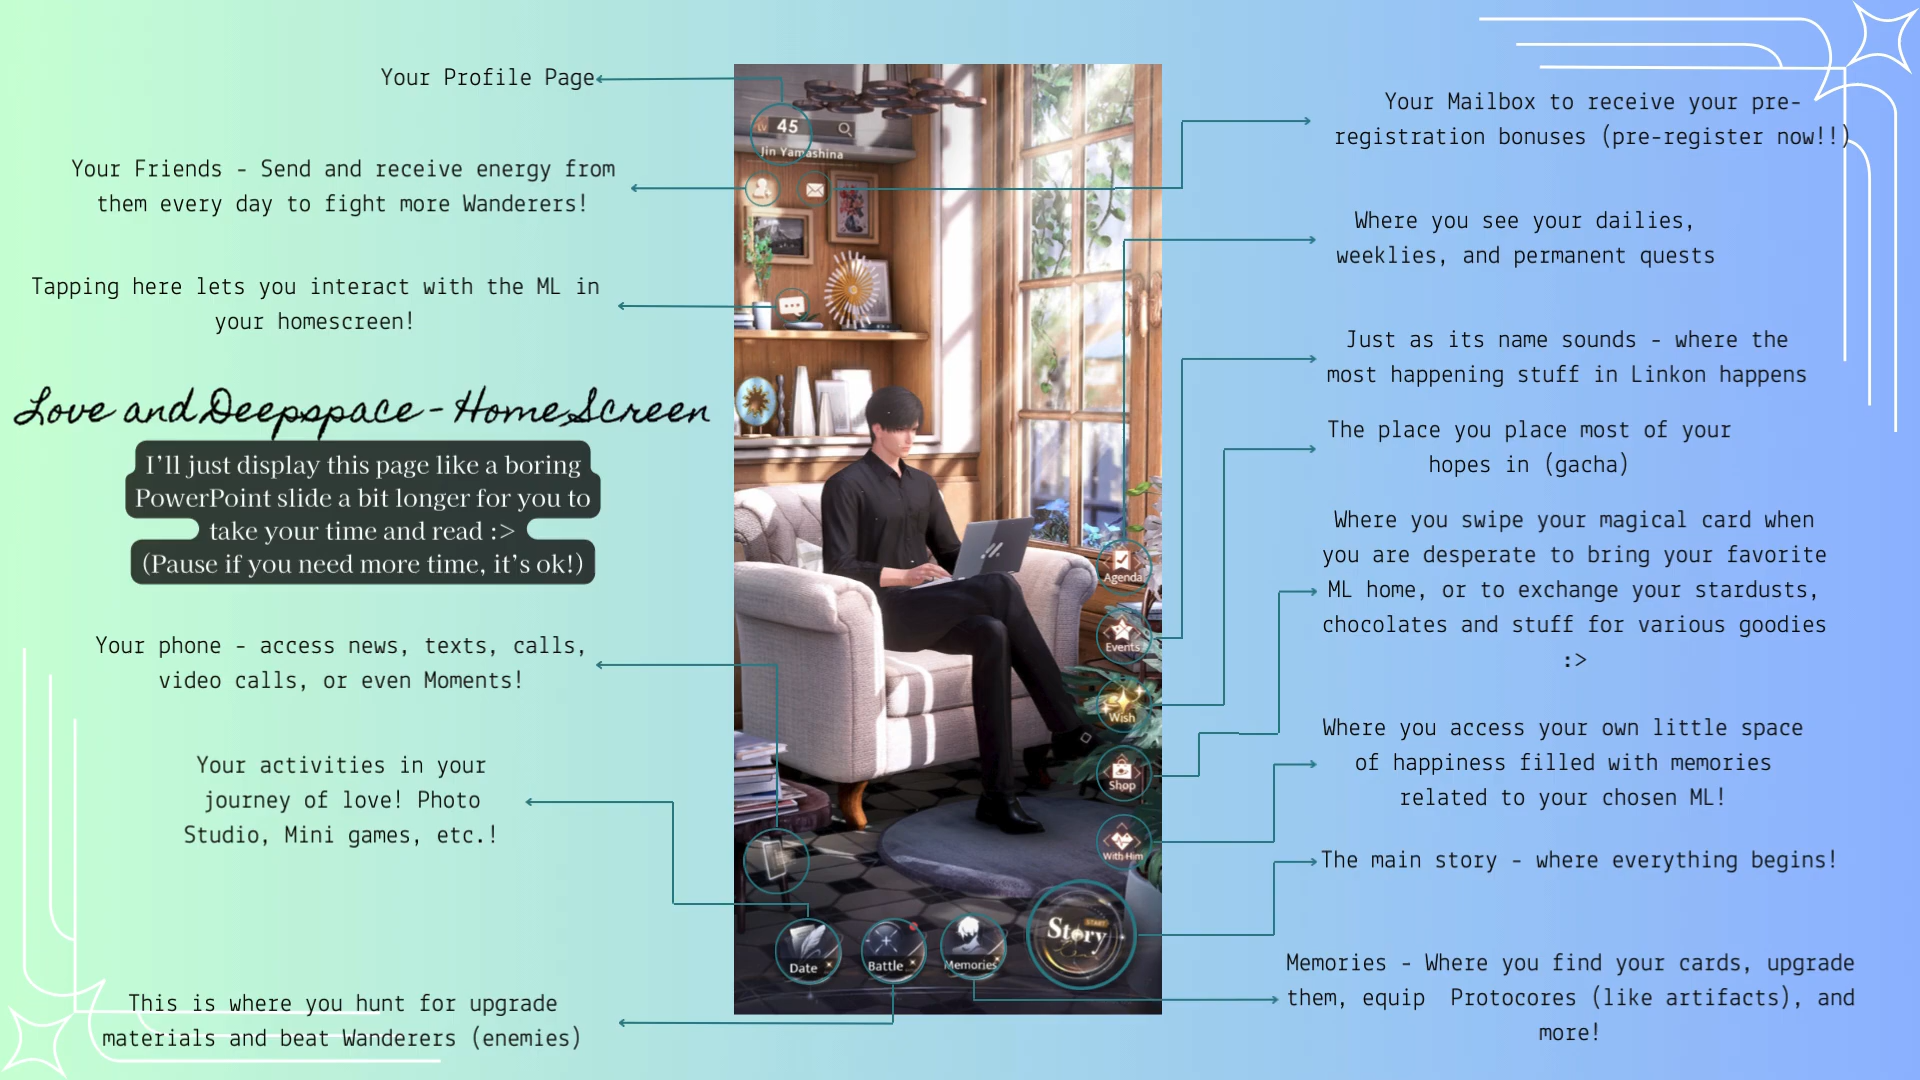 Your Profile Page
Your Friends - Send and receive energy from
them every day to fight more Wanderers!
Tapping here lets you interact with the ML in
your homescreen!
Love and Deepspace - Home Screen
I'll just display this page like a boring
PowerPoint slide a bit longer for you to
take your time and read :>
(Pause if you need more time, it's ok!)
Your phone - access news, texts, calls,
video calls, or even Moments!
Your activities in your
journey of love! Photo
Studio, Mini games, etc.!
This is where you hunt for upgrade
materials and beat Wanderers (enemies)
LV 45
Jin Yamashina
Agenda
Events
Wish
Shop
With Him
Date
Battle
Memories
START
Story
Your Mailbox to receive your pre-
registration bonuses (pre-register now!!)
Where you see your dailies,
weeklies, and permanent quests
Just as its name sounds - where the
most happening stuff in Linkon happens
The place you place most of your
hopes in (gacha)
Where you swipe your magical card when
you are desperate to bring your favorite
ML home, or to exchange your stardusts,
chocolates and stuff for various goodies
:>
Where you access your own little space
of happiness filled with memories
related to your chosen ML!
The main story - where everything begins!
Memories - Where you find your cards, upgrade
them, equip  Protocores (like artifacts), and
more!